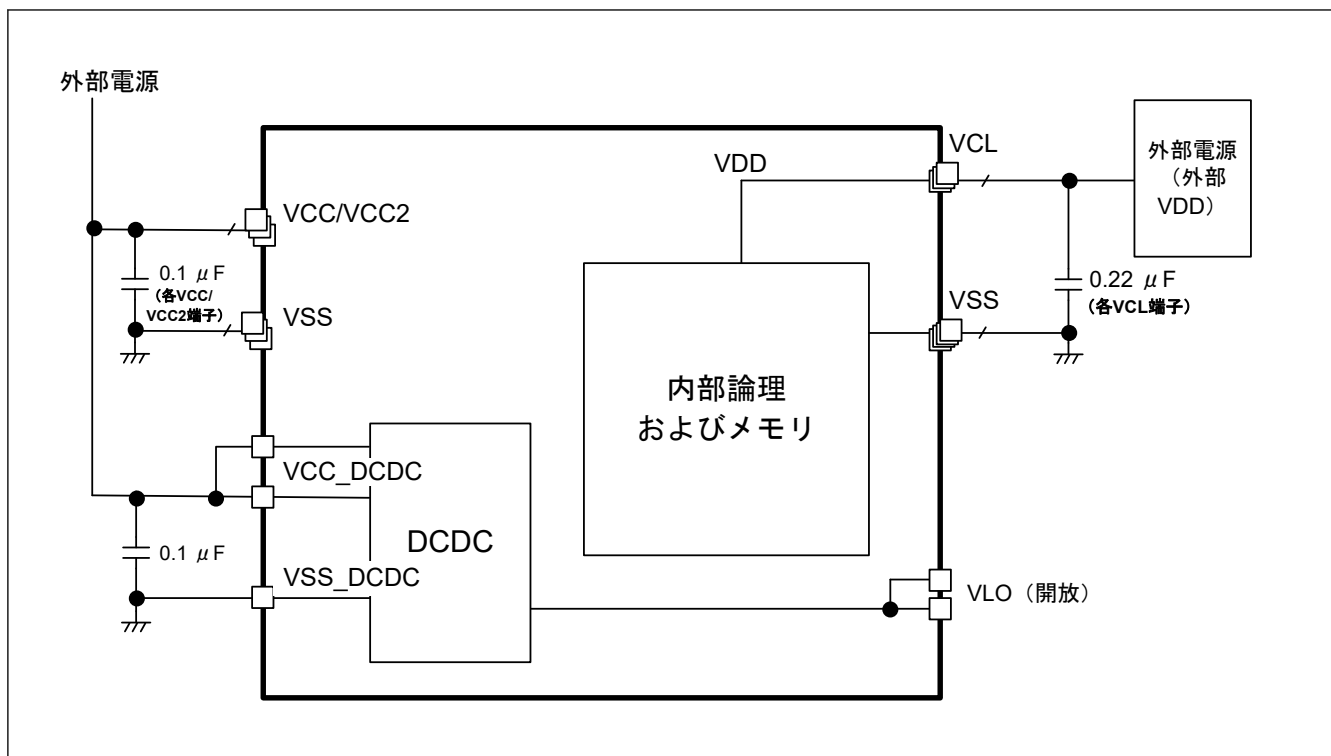 外部電源
VCC/VCC2
0.1 μF
（各VCC/
VCC2端子）
VSS
VCC_DCDC
0.1 μF
VSS_DCDC
DCDC
VDD
内部論理
およびメモリ
VCL
外部電源
（外部
VDD）
0.22 μF
（各VCL端子）
VSS
VLO（開放）